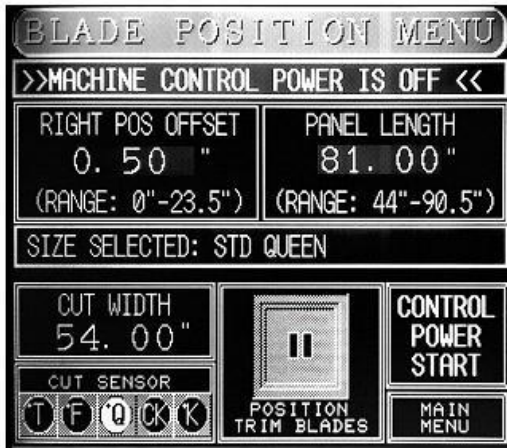 BLADE POSITION MENU
>>MACHINE CONTROL POWER IS OFF <<
RIGHT POS OFFSET
0. 50 "
(RANGE: 0"-23.5")
PANEL LENGTH
81. 00"
(RANGE: 44"-90.5")
SIZE SELECTED: STD QUEEN
CUT WIDTH
54. 00"
CUT SENSOR
T F Q CK K
POSITION
TRIM BLADES
CONTROL
POWER
START
MAIN
MENU